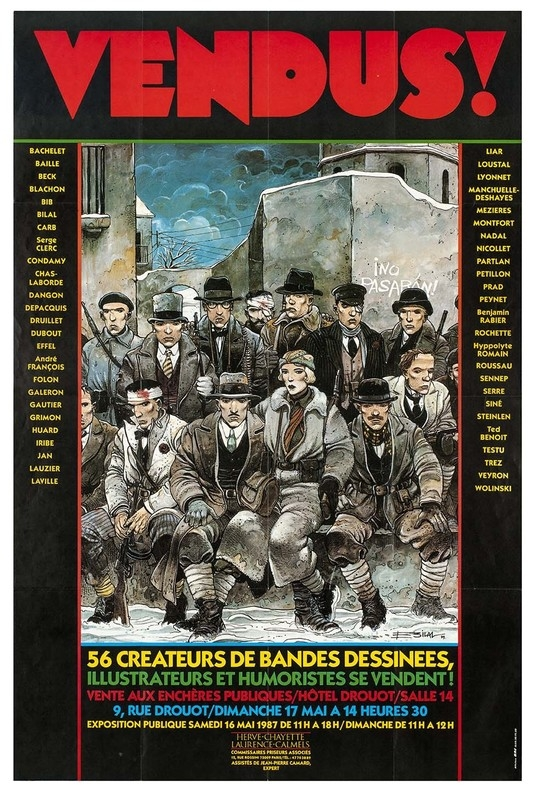 VENDUS!
BACHELET
BAILLE
BECK
BLACHON
BIB
BILAL
CARB
Serge
CLERC
CONDAMY
CHAS-
LABORDE
DANGON
DEPACQUIS
DRUILLET
DUBOUT
EFFEL
André
FRANÇOIS
FOLON
GALERON
GAUTIER
GRIMON
HUARD
IRIBE
JAN
LAUZIER
LAVILLE
LIAR
LOUSTAL
LYONNET
MANCHUELLE-
DESHAYES
MEZIERES
MONTFORT
NADAL
NICOLLET
PARTLAN
PETILLON
PRAD
PEYNET
Benjamin
RABIER
ROCHETTE
Hyppolyte
ROMAIN
ROUSSAU
SENNEP
SERRE
SINÉ
STEINLEN
Ted
BENOIT
TESTU
TREZ
VEYRON
WOLINSKI
¡NO
PASARÁN!
56 CREATEURS DE BANDES DESSINEES,
ILLUSTRATEURS ET HUMORISTES SE VENDENT!
VENTE AUX ENCHÈRES PUBLIQUES/HÔTEL DROUOT/SALLE 14
9, RUE DROUOT/DIMANCHE 17 MAI A 14 HEURES 30
EXPOSITION PUBLIQUE SAMEDI 16 MAI 1987 DE 11 H A 18 H/DIMANCHE DE 11 H A 12 H
HERVE·CHAYETTE
LAURENCE·CALMELS
COMMISSAIRES PRISEURS ASSOCIÉS
ASSISTÉS DE JEAN-PIERRE CAMARD,
EXPERT